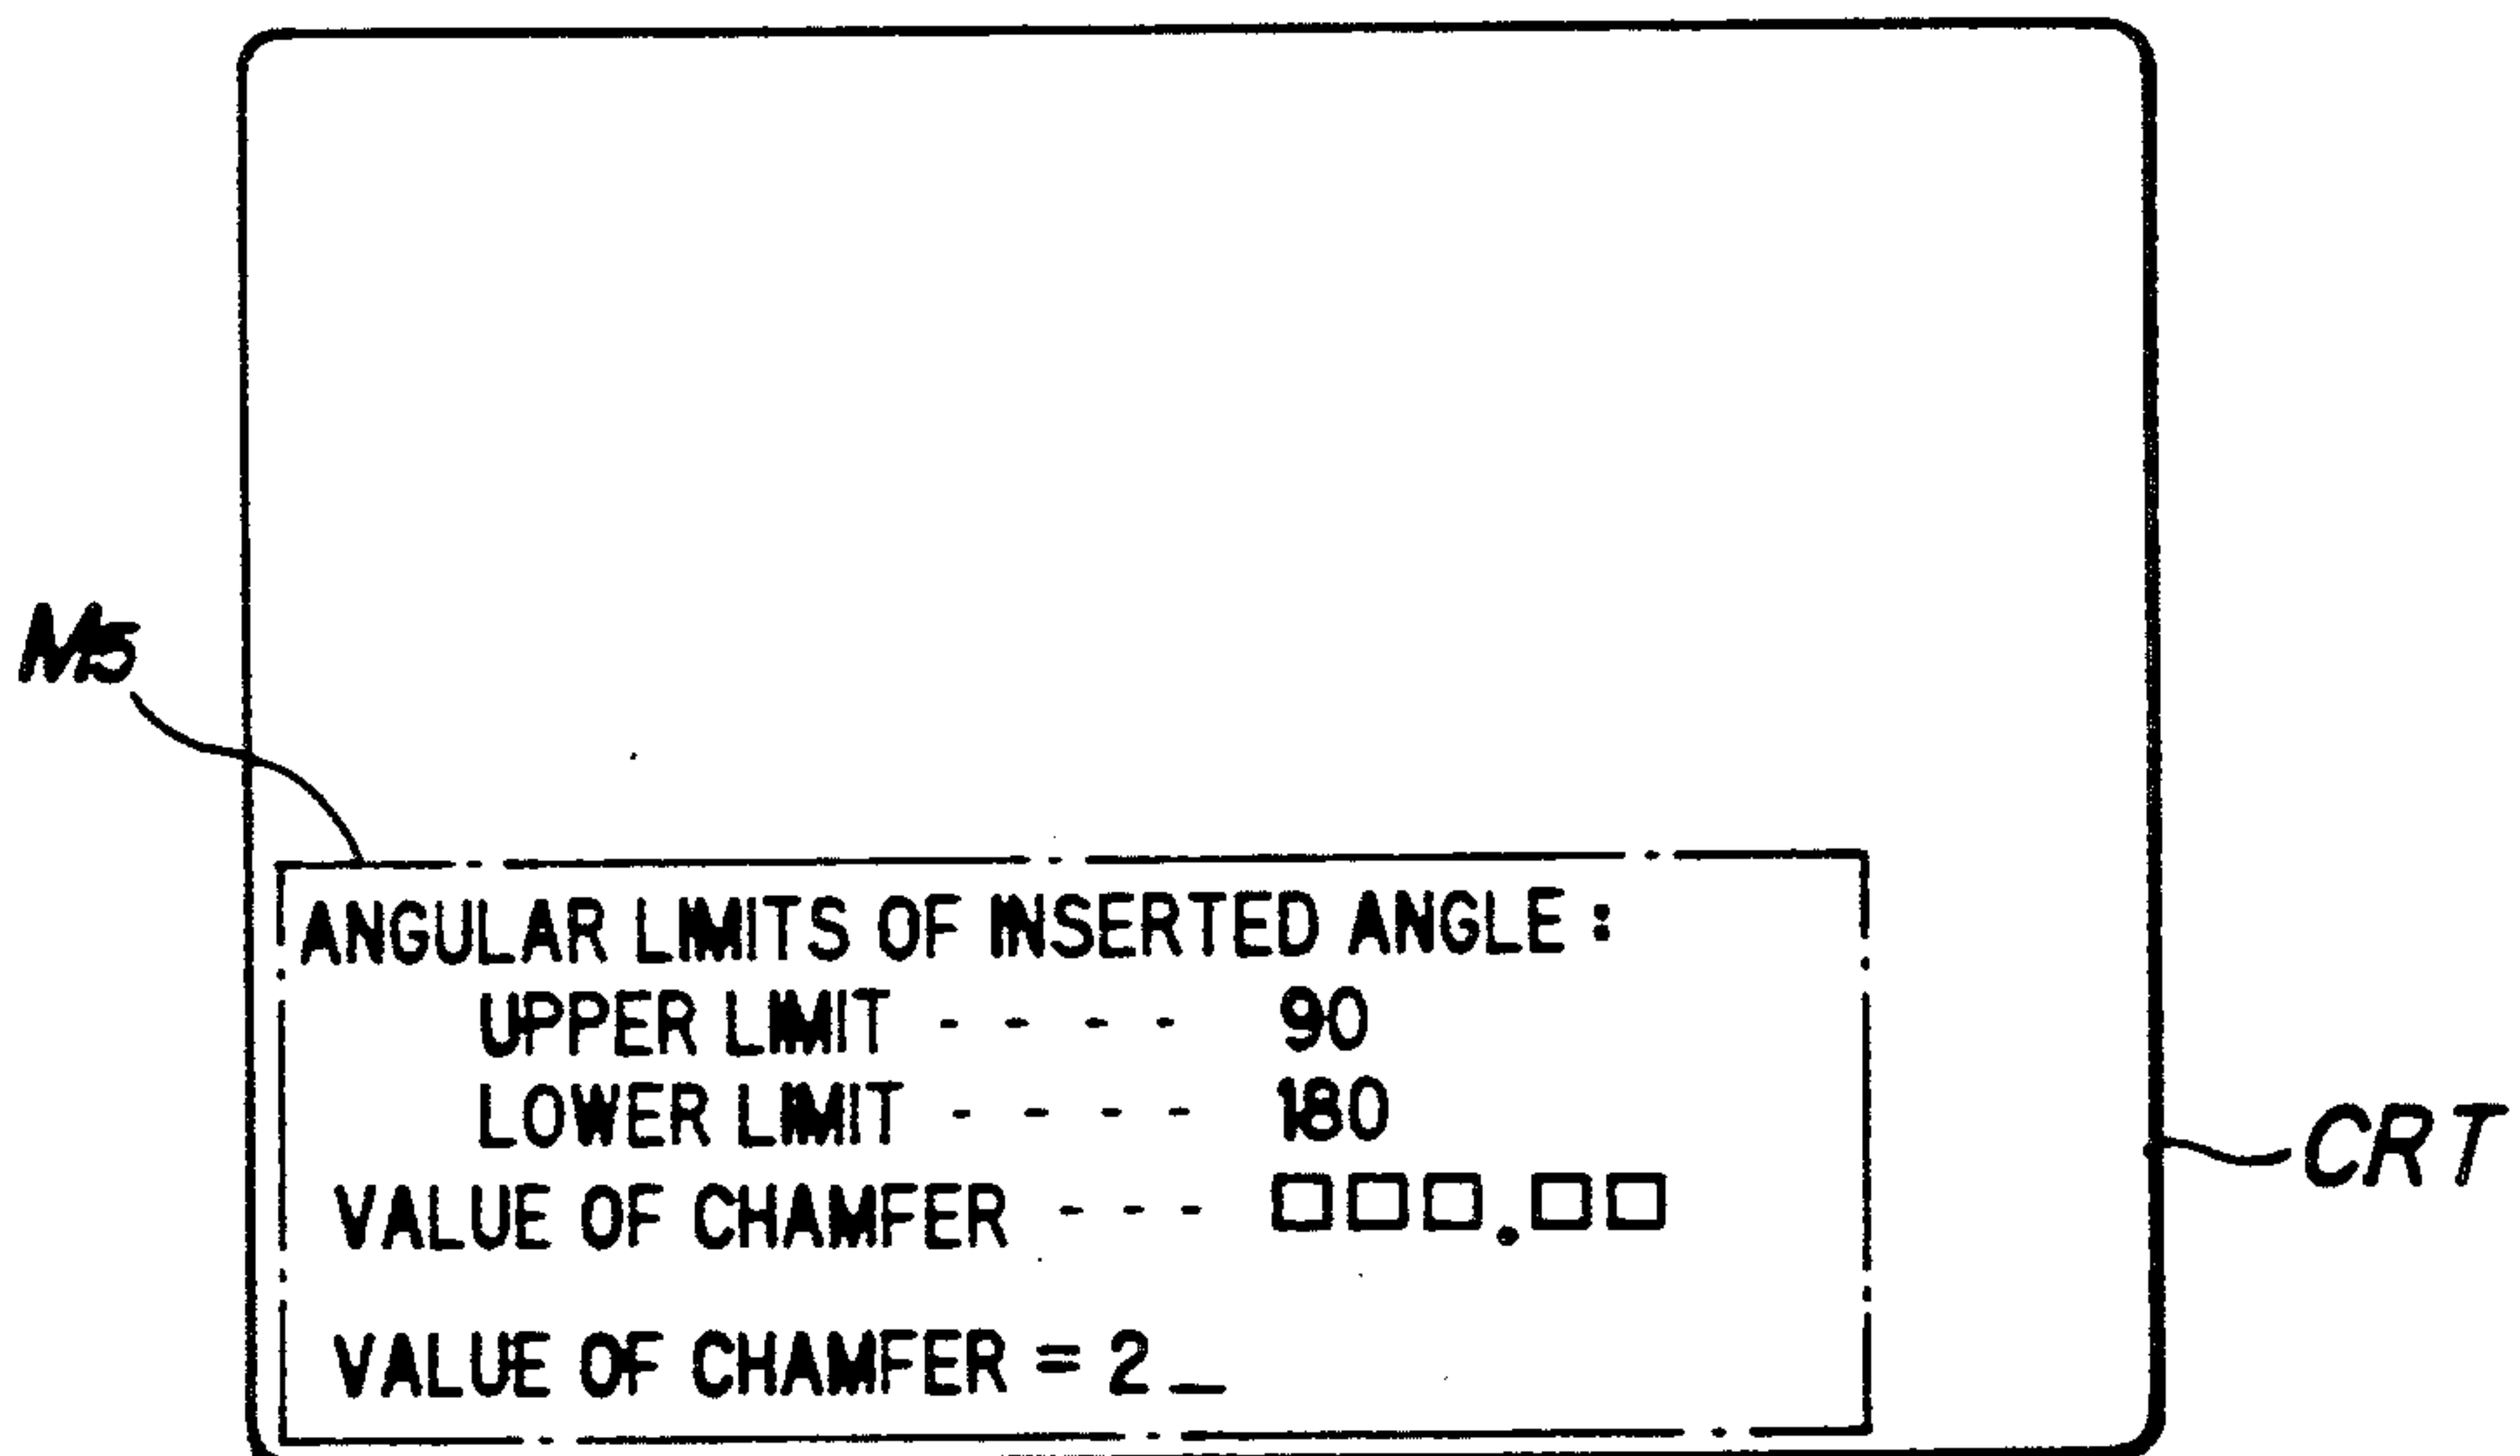 M5
ANGULAR LIMITS OF INSERTED ANGLE:
UPPER LIMIT - - - - 90
LOWER LIMIT - - - - 180
VALUE OF CHAMFER - - - □□□.□□
VALUE OF CHAMFER = 2_
CRT